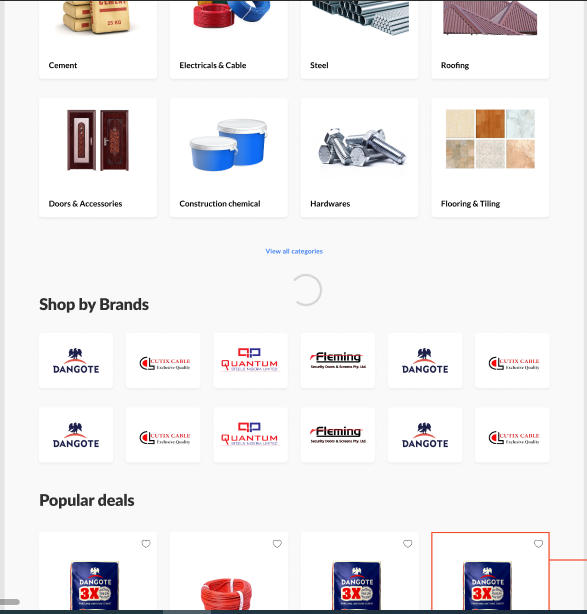 CEMENT
25 KG
Cement
Electricals & Cable
Steel
Roofing
Doors & Accessories
Construction chemical
Hardwares
Flooring & Tiling
View all categories
Shop by Brands
DANGOTE
CUTIX CABLE
Exclusive Quality
QUANTUM
STEELS NIGERIA LIMITED
Fleming
Security Doors & Screens Pty. Ltd.
DANGOTE
CUTIX CABLE
Exclusive Quality
DANGOTE
CUTIX CABLE
Exclusive Quality
QUANTUM
STEELS NIGERIA LIMITED
Fleming
Security Doors & Screens Pty. Ltd.
DANGOTE
CUTIX CABLE
Exclusive Quality
Popular deals
DANGOTE
3X
DANGOTE
3X
DANGOTE
3X